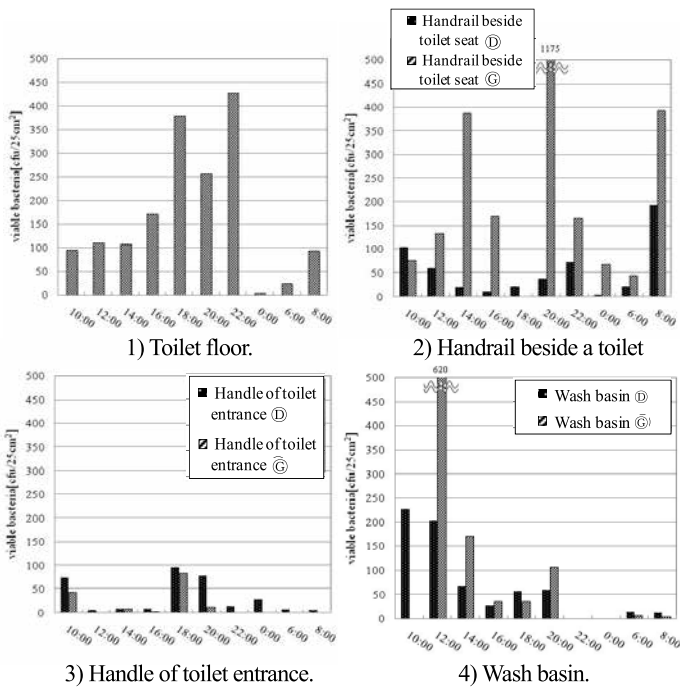 Handrail beside
toilet seat Ⓓ
Handrail beside
toilet seat Ⓖ
viable bacteria[cfu/25cm²]
500
450
400
350
300
250
200
150
100
50
0
10:00 12:00 14:00 16:00 18:00 20:00 22:00 0:00 6:00 8:00
1) Toilet floor.
viable bacteria[cfu/25cm²]
1175
500
450
400
350
300
250
200
150
100
50
0
10:00 12:00 14:00 16:00 18:00 20:00 22:00 0:00 6:00 8:00
2) Handrail beside a toilet
viable bacteria[cfu/25cm²]
500
450
400
350
300
250
200
150
100
50
0
Handle of toilet
entrance Ⓓ
Handle of toilet
entrance Ⓖ
10:00 12:00 14:00 16:00 18:00 20:00 22:00 0:00 6:00 8:00
3) Handle of toilet entrance.
viable bacteria[cfu/25cm²]
620
500
450
400
350
300
250
200
150
100
50
0
Wash basin Ⓓ
Wash basin Ⓖ
10:00 12:00 14:00 16:00 18:00 20:00 22:00 0:00 6:00 8:00
4) Wash basin.